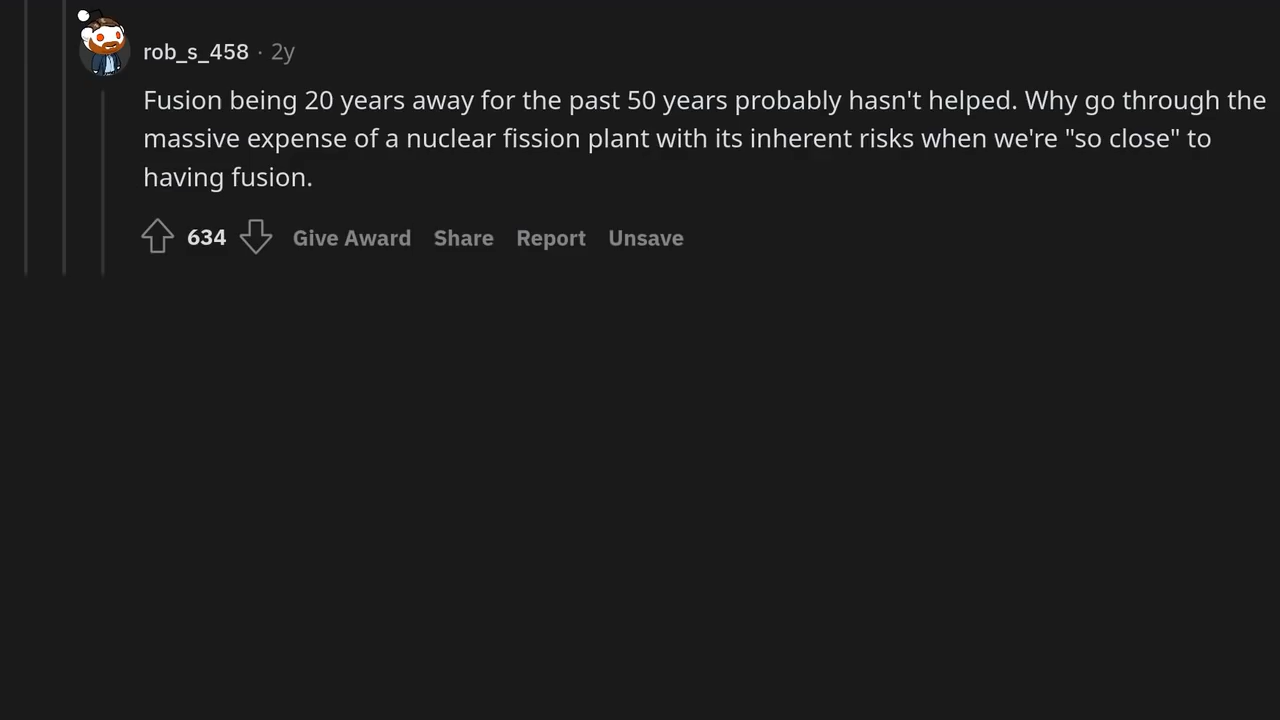 rob_s_458 · 2y
Fusion being 20 years away for the past 50 years probably hasn't helped. Why go through the
massive expense of a nuclear fission plant with its inherent risks when we're "so close" to
having fusion.
634 Give Award Share Report Unsave